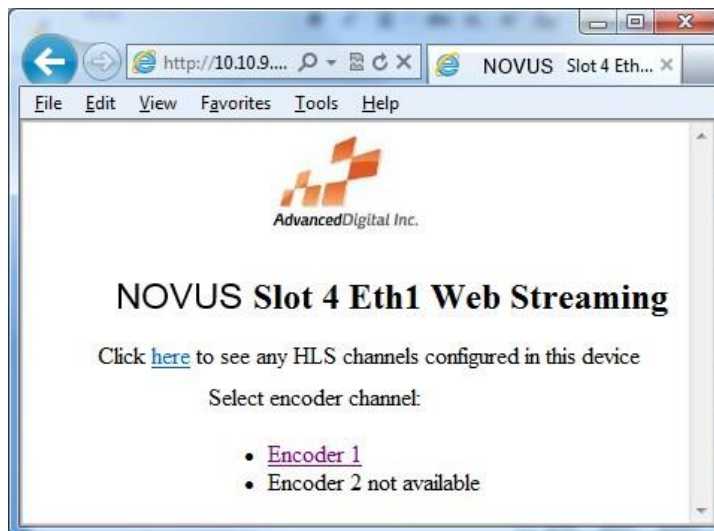 http://10.10.9....
NOVUS Slot 4 Eth...
File Edit View Favorites Tools Help
AdvancedDigital Inc.
NOVUS Slot 4 Eth1 Web Streaming
Click here to see any HLS channels configured in this device
Select encoder channel:
• Encoder 1
• Encoder 2 not available